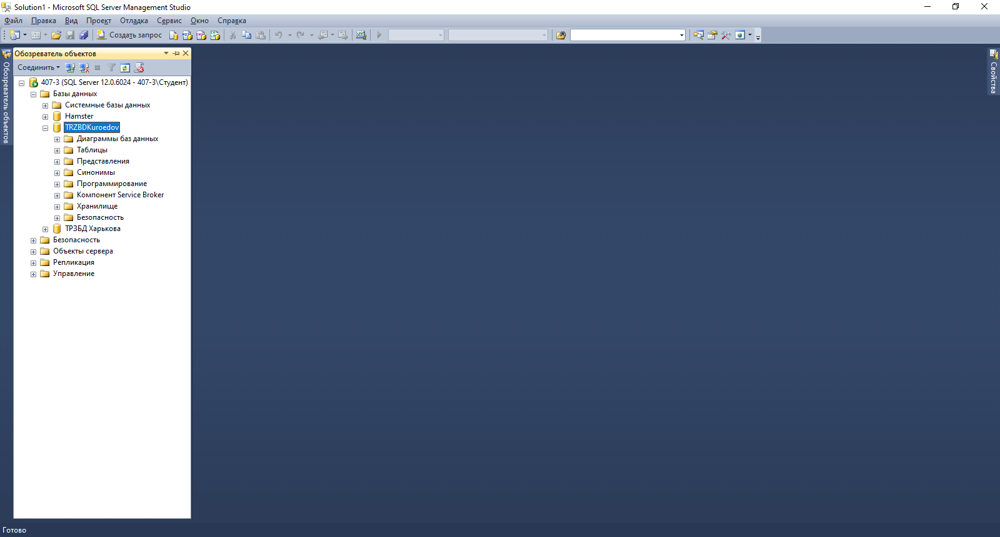 Solution1 - Microsoft SQL Server Management Studio
Файл Правка Вид Проект Отладка Сервис Окно Справка
Создать запрос
Обозреватель объектов
Обозреватель объектов
Свойства
Соединить
407-3 (SQL Server 12.0.6024 - 407-3\Студент)
Базы данных
Системные базы данных
Hamster
TRZBDKuroedov
Диаграммы баз данных
Таблицы
Представления
Синонимы
Программирование
Компонент Service Broker
Хранилище
Безопасность
ТРЗБД Харькова
Безопасность
Объекты сервера
Репликация
Управление
Готово